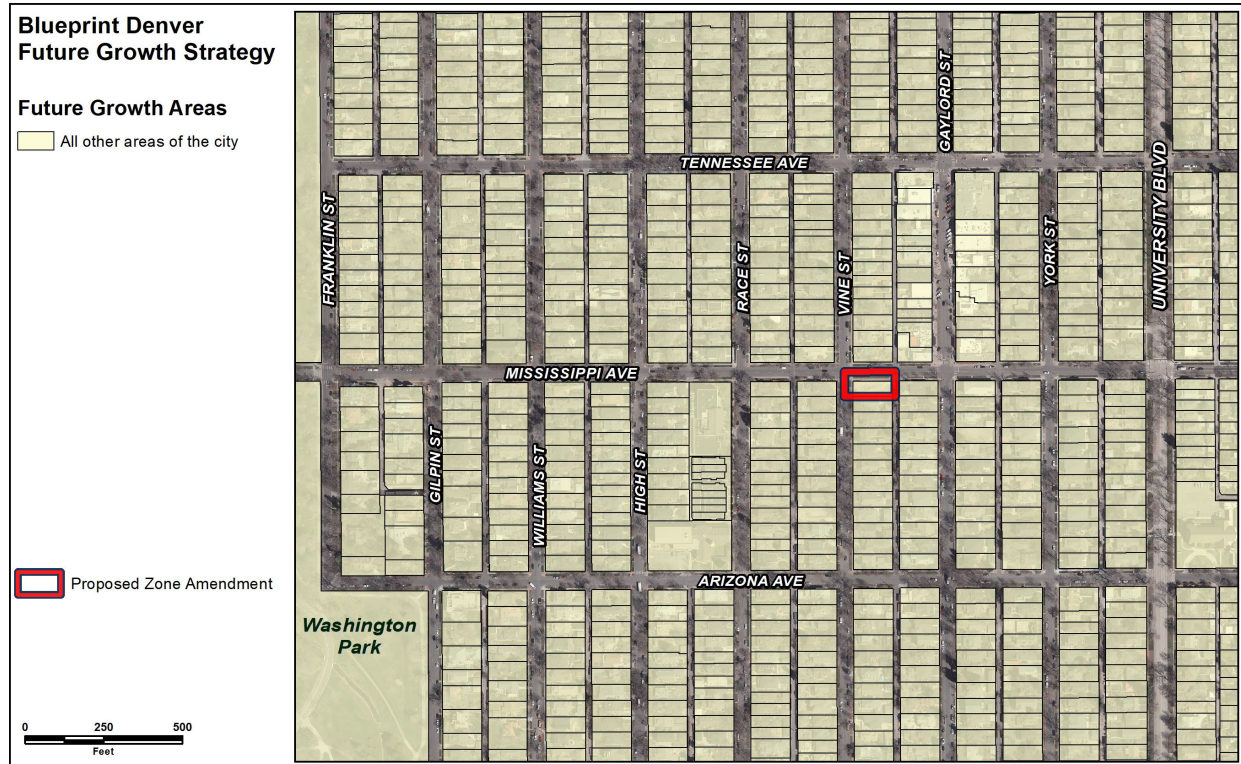 Blueprint Denver
Future Growth Strategy
Future Growth Areas
All other areas of the city
Proposed Zone Amendment
0 250 500
Feet
GAYLORD ST
TENNESSEE AVE
UNIVERSITY BLVD
FRANKLIN ST
RACE ST
VINE ST
YORK ST
MISSISSIPPI AVE
GILPIN ST
WILLIAMS ST
HIGH ST
ARIZONA AVE
Washington
Park